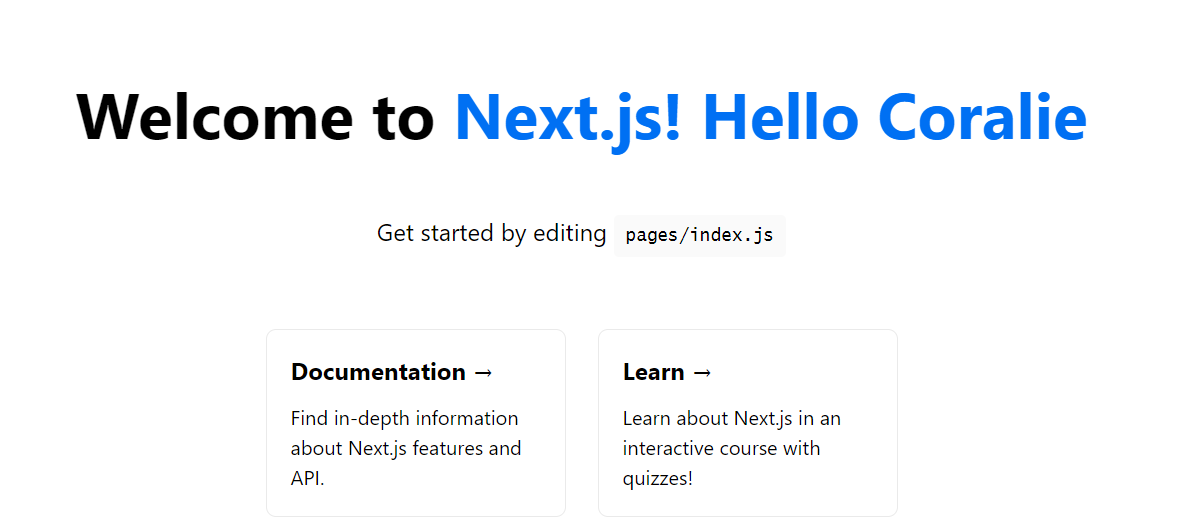 Welcome to Next.js! Hello Coralie
Get started by editing pages/index.js
Documentation →
Find in-depth information
about Next.js features and
API.
Learn →
Learn about Next.js in an
interactive course with
quizzes!